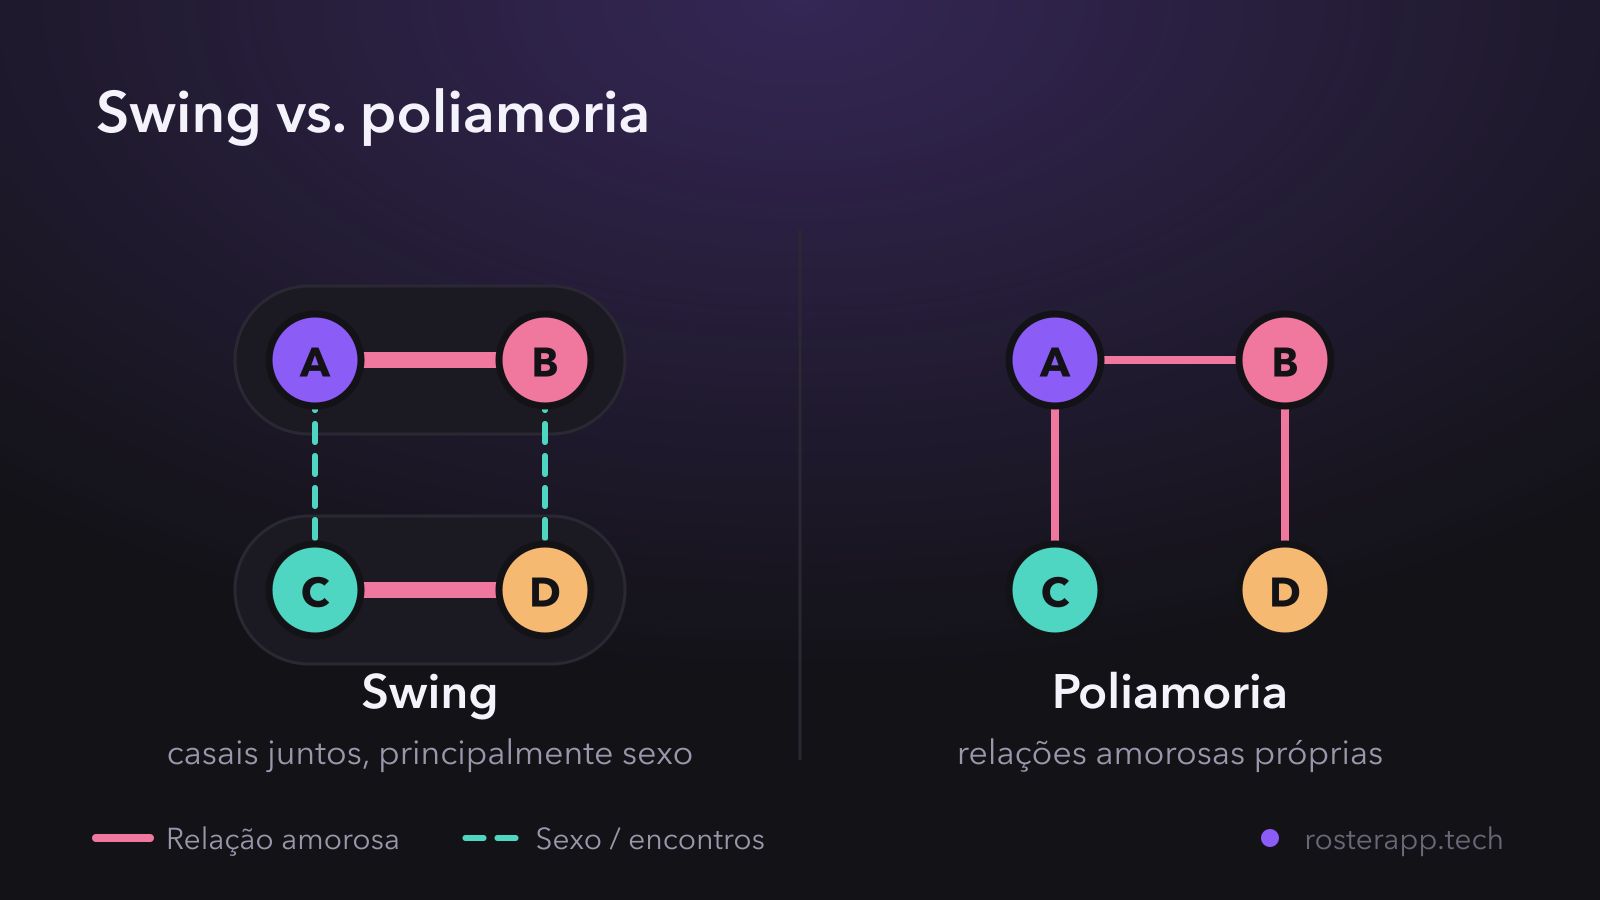 Swing vs. poliamoria
A B
C D
Swing
casais juntos, principalmente sexo
A B
C D
Poliamoria
relações amorosas próprias
Relação amorosa
Sexo / encontros
rosterapp.tech